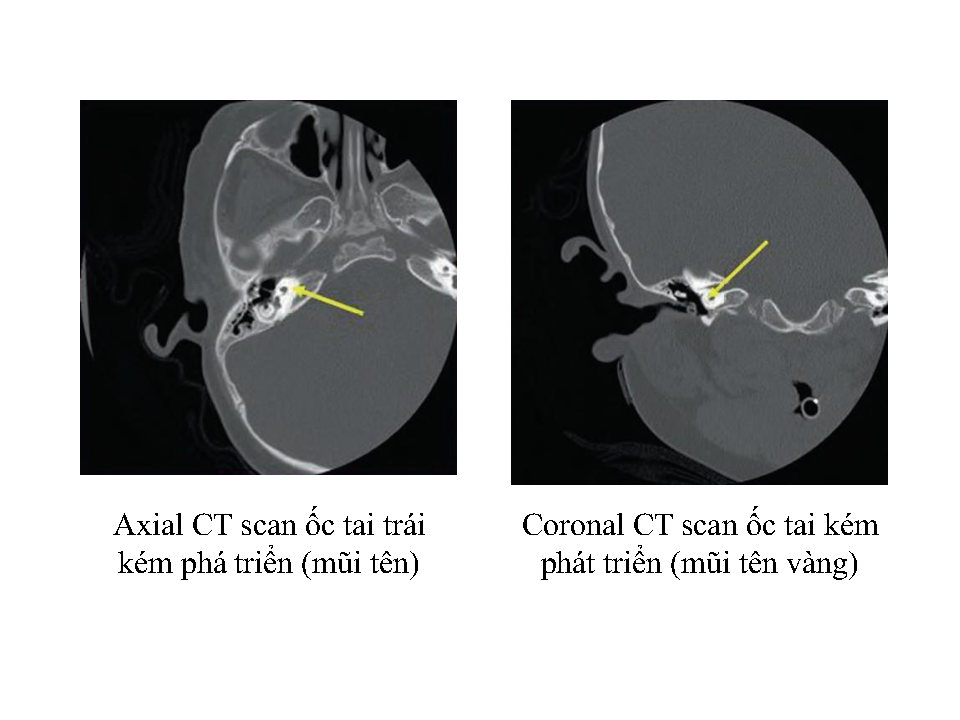 Axial CT scan ốc tai trái
kém phá triển (mũi tên)
Coronal CT scan ốc tai kém
phát triển (mũi tên vàng)